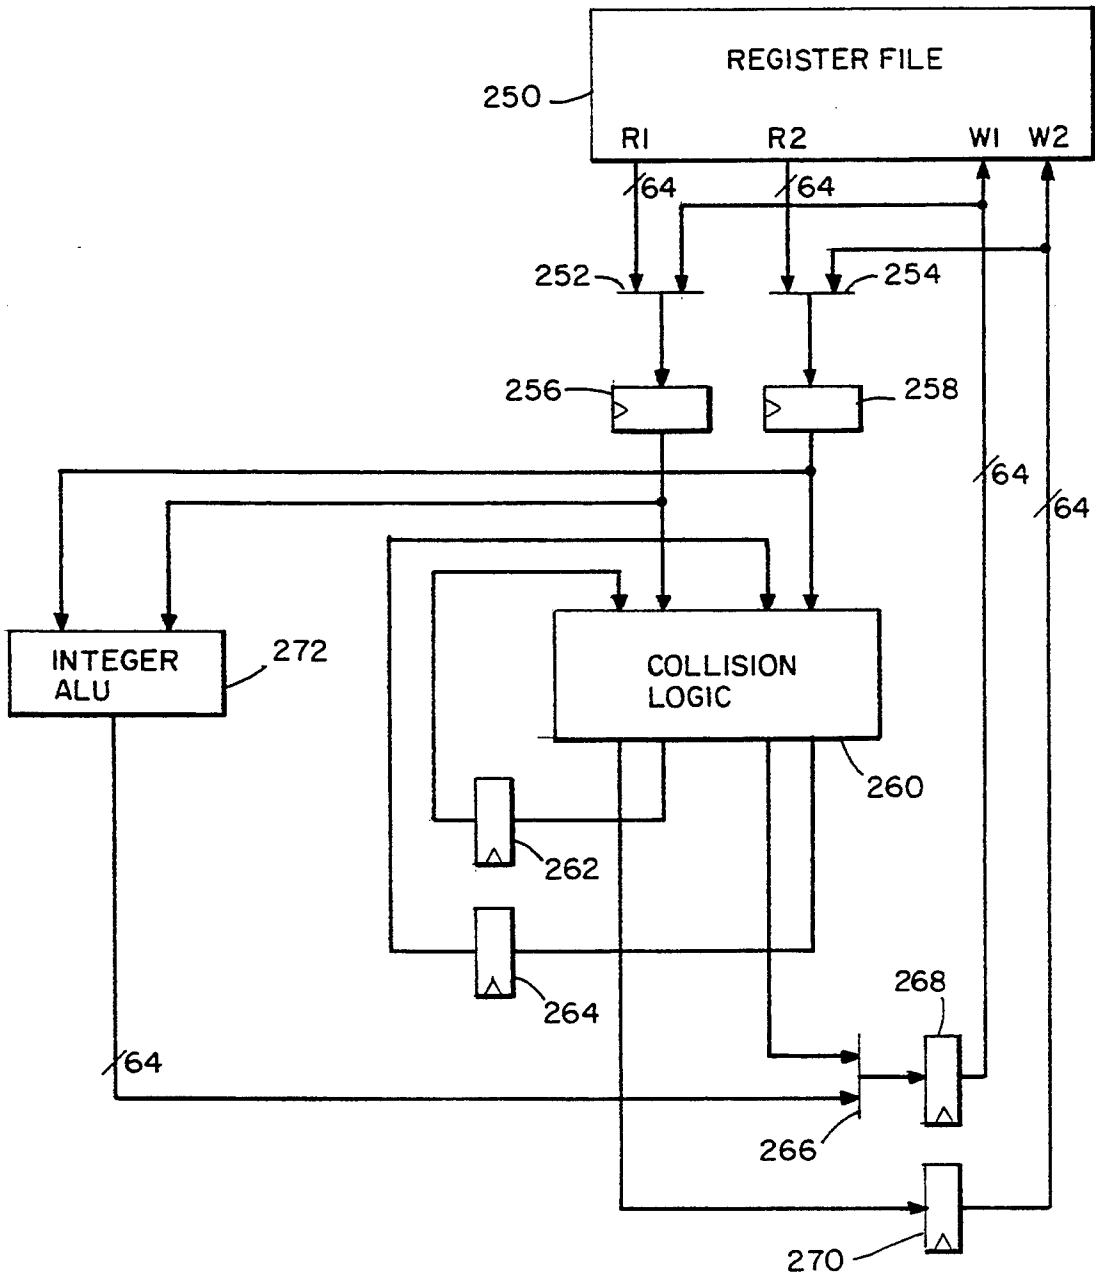 REGISTER FILE
250
R1 R2 W1 W2
64 64
252 254
256 258
64
64
INTEGER
ALU
272
COLLISION
LOGIC
260
262
264
268
64
266
270